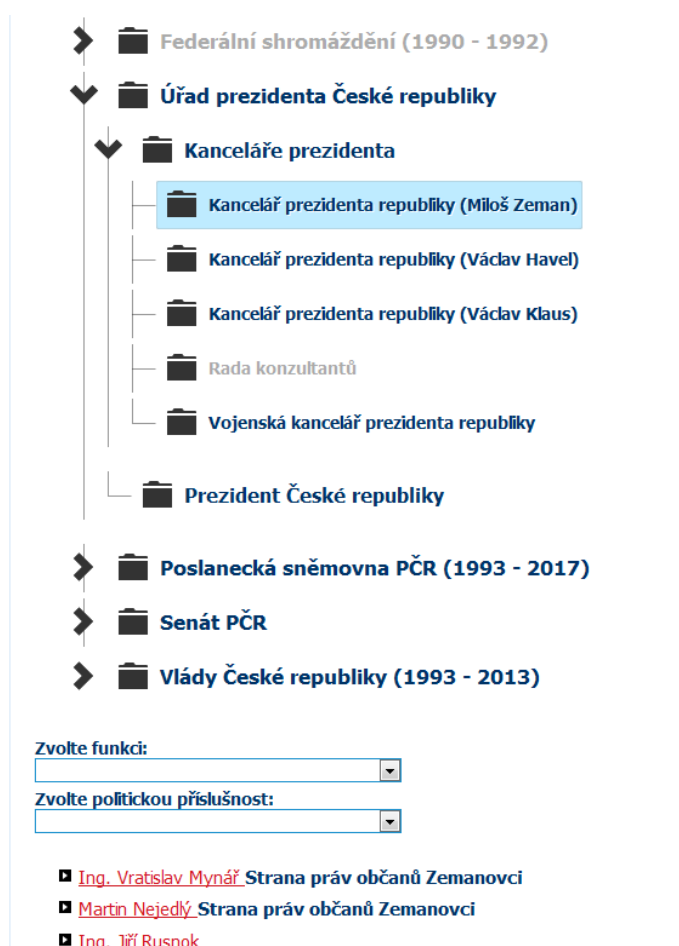 Federální shromáždění (1990 - 1992)
Úřad prezidenta České republiky
Kanceláře prezidenta
Kancelář prezidenta republiky (Miloš Zeman)
Kancelář prezidenta republiky (Václav Havel)
Kancelář prezidenta republiky (Václav Klaus)
Rada konzultantů
Vojenská kancelář prezidenta republiky
Prezident České republiky
Poslanecká sněmovna PČR (1993 - 2017)
Senát PČR
Vlády České republiky (1993 - 2013)
Zvolte funkci:
Zvolte politickou příslušnost:
Ing. Vratislav Mynář Strana práv občanů Zemanovci
Martin Nejedlý Strana práv občanů Zemanovci
Ing. Jiří Rusnok